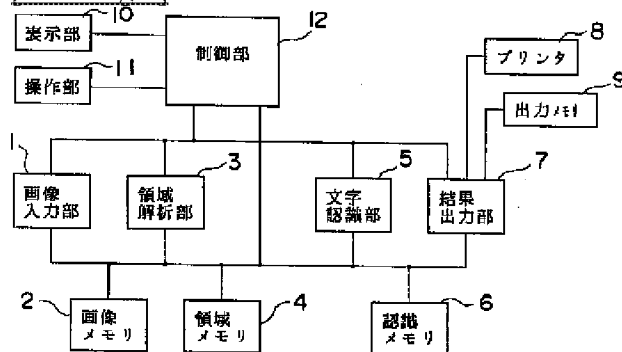 10
表示部
12
制御部
8
プリンタ
11
操作部
9
出力メモリ
1
画像
入力部
3
領域
解析部
5
文字
認識部
7
結果
出力部
2
画像
メモリ
4
領域
メモリ
6
認識
メモリ